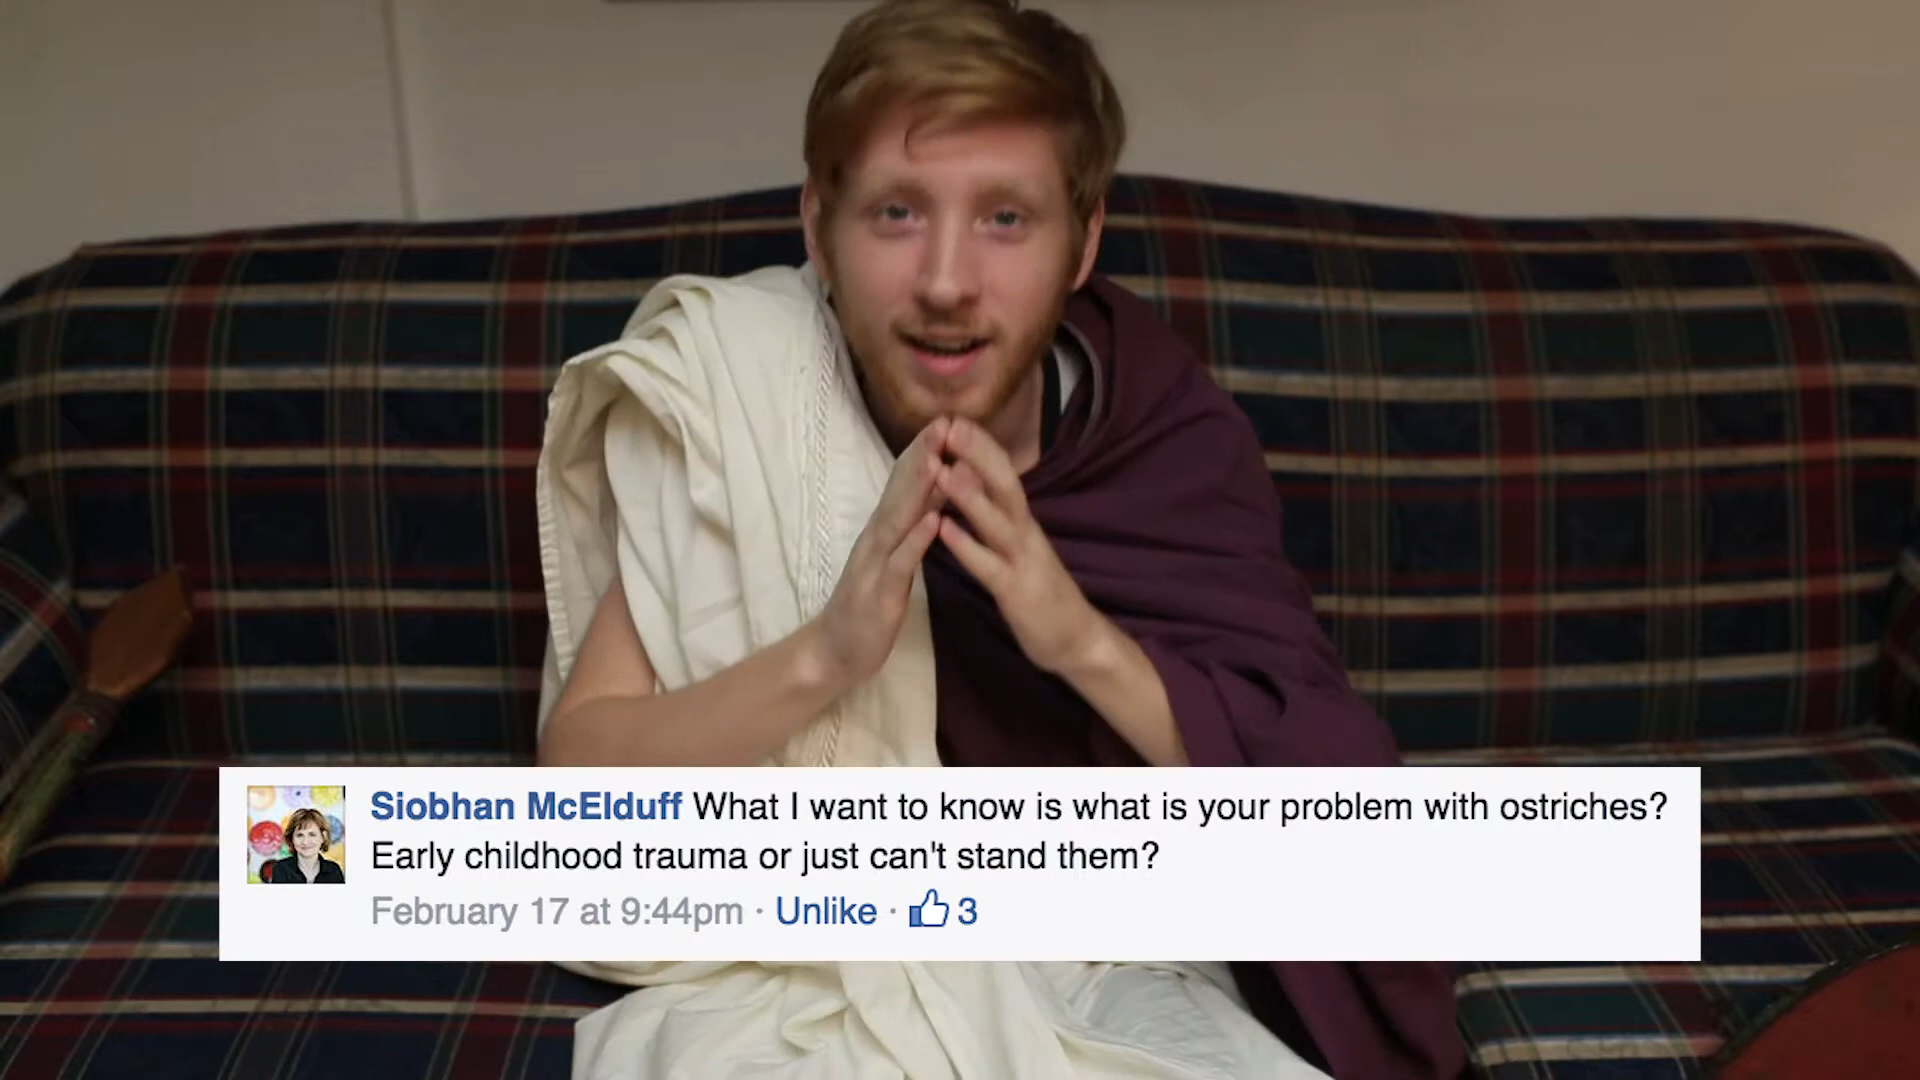 Siobhan McElduff What I want to know is what is your problem with ostriches?
Early childhood trauma or just can't stand them?
February 17 at 9:44pm · Unlike · 3